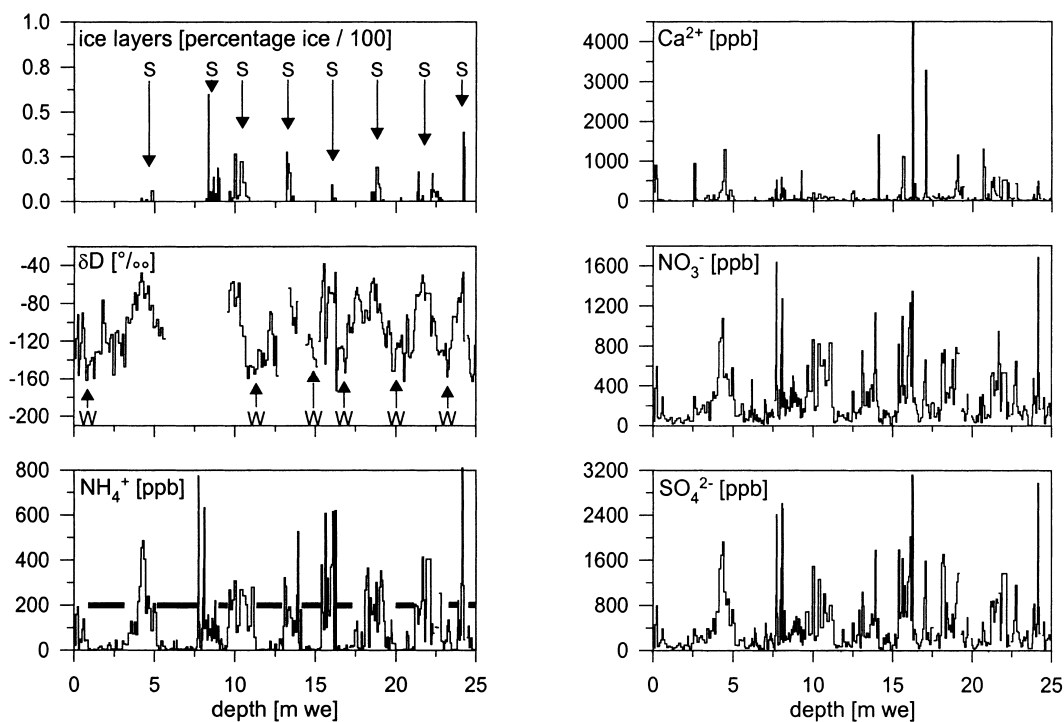 1.0
0.8
0.5
0.3
0.0
ice layers [percentage ice / 100]
S S S S S S S S
-40
-80
-120
-160
-200
δD [°/∘∘]
W W W W W W
800
600
400
200
0
NH₄⁺ [ppb]
0 5 10 15 20 25
depth [m we]
4000
3000
2000
1000
0
Ca²⁺ [ppb]
1600
1200
800
400
0
NO₃⁻ [ppb]
3200
2400
1600
800
0
SO₄²⁻ [ppb]
0 5 10 15 20 25
depth [m we]